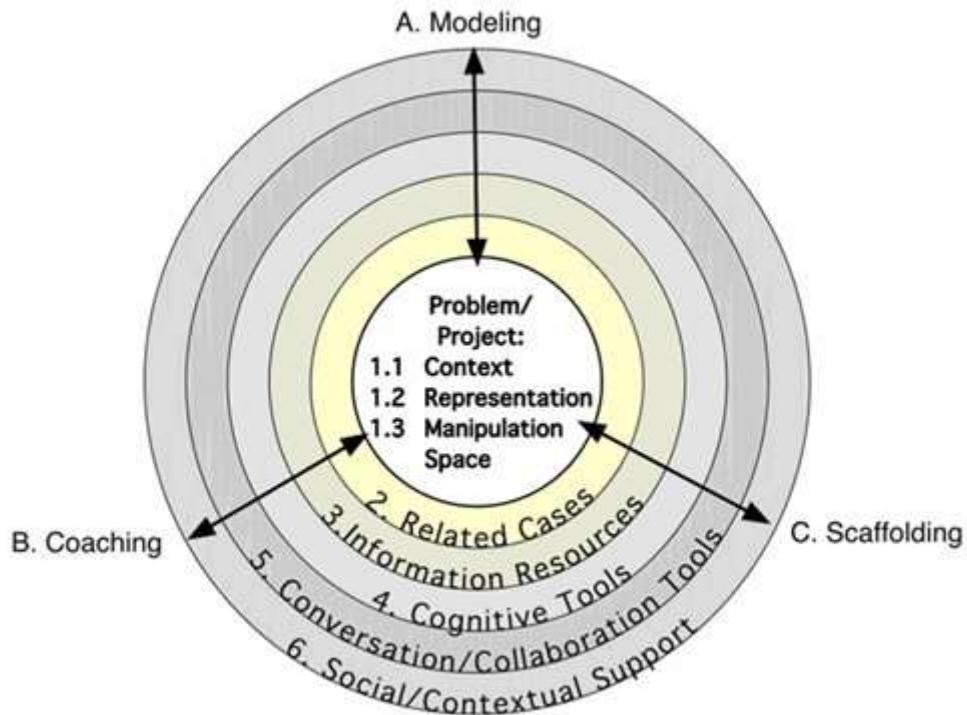 A. Modeling
Problem/
Project:
1.1 Context
1.2 Representation
1.3 Manipulation
Space
2. Related Cases
3.Information Resources
4. Cognitive Tools
5. Conversation/Collaboration Tools
6. Social/Contextual Support
B. Coaching
C. Scaffolding